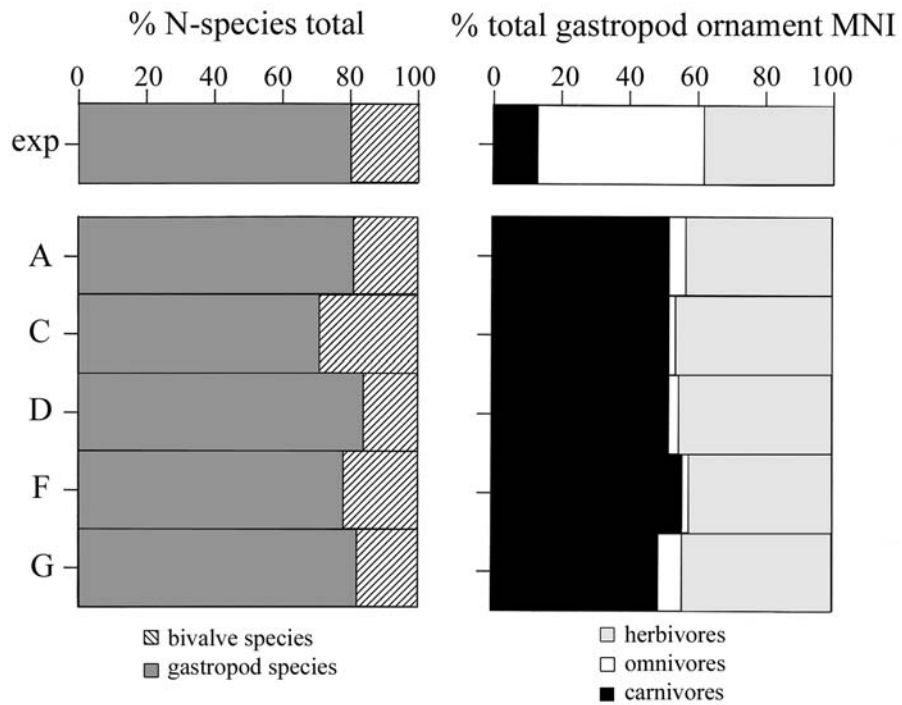 % N-species total
% total gastropod ornament MNI
0 20 40 60 80 100
0 20 40 60 80 100
exp
A
C
D
F
G
bivalve species
gastropod species
herbivores
omnivores
carnivores